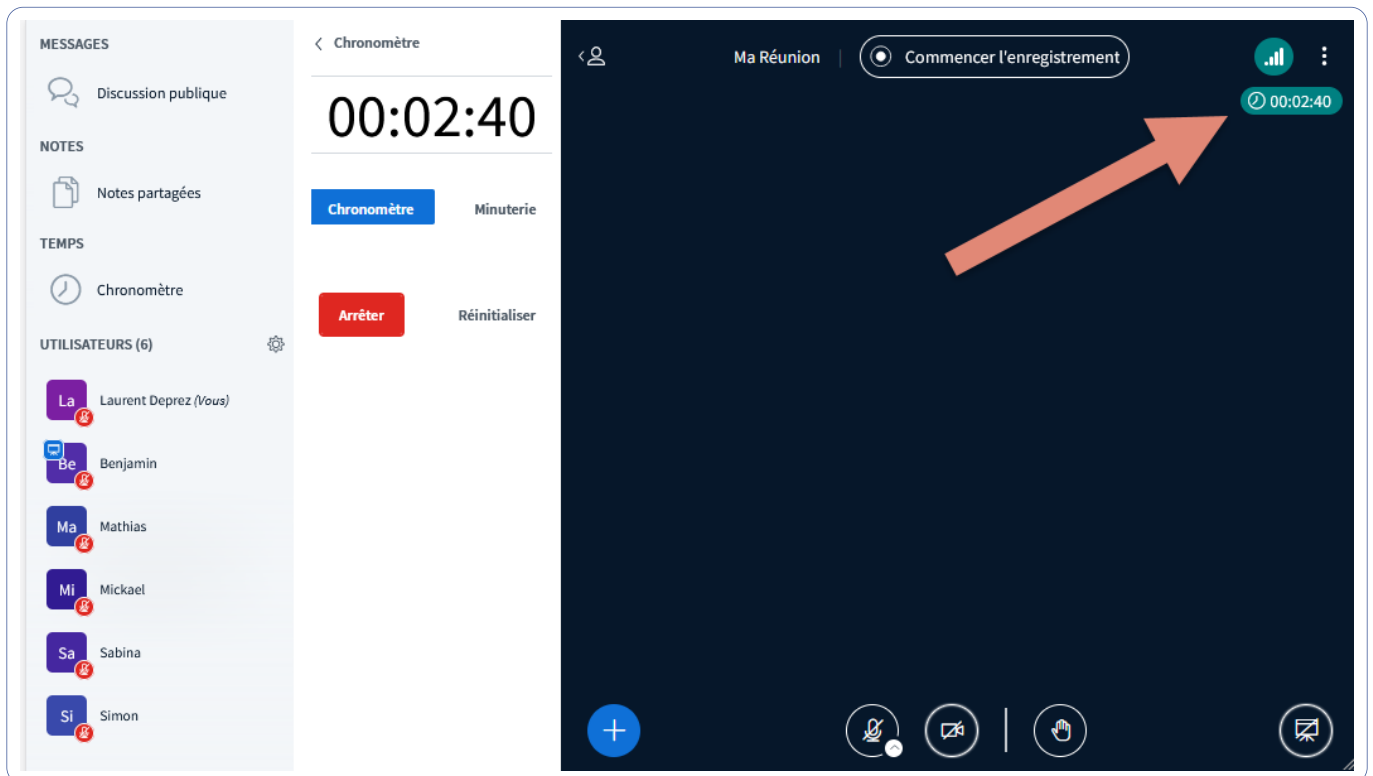 MESSAGES
Discussion publique
NOTES
Notes partagées
TEMPS
Chronomètre
UTILISATEURS (6)
La
Laurent Deprez (Vous)
Be
Benjamin
Ma
Mathias
Mi
Mickael
Sa
Sabina
Si
Simon
Chronomètre
00:02:40
Chronomètre Minuterie
Arrêter Réinitialiser
Ma Réunion Commencer l'enregistrement
00:02:40